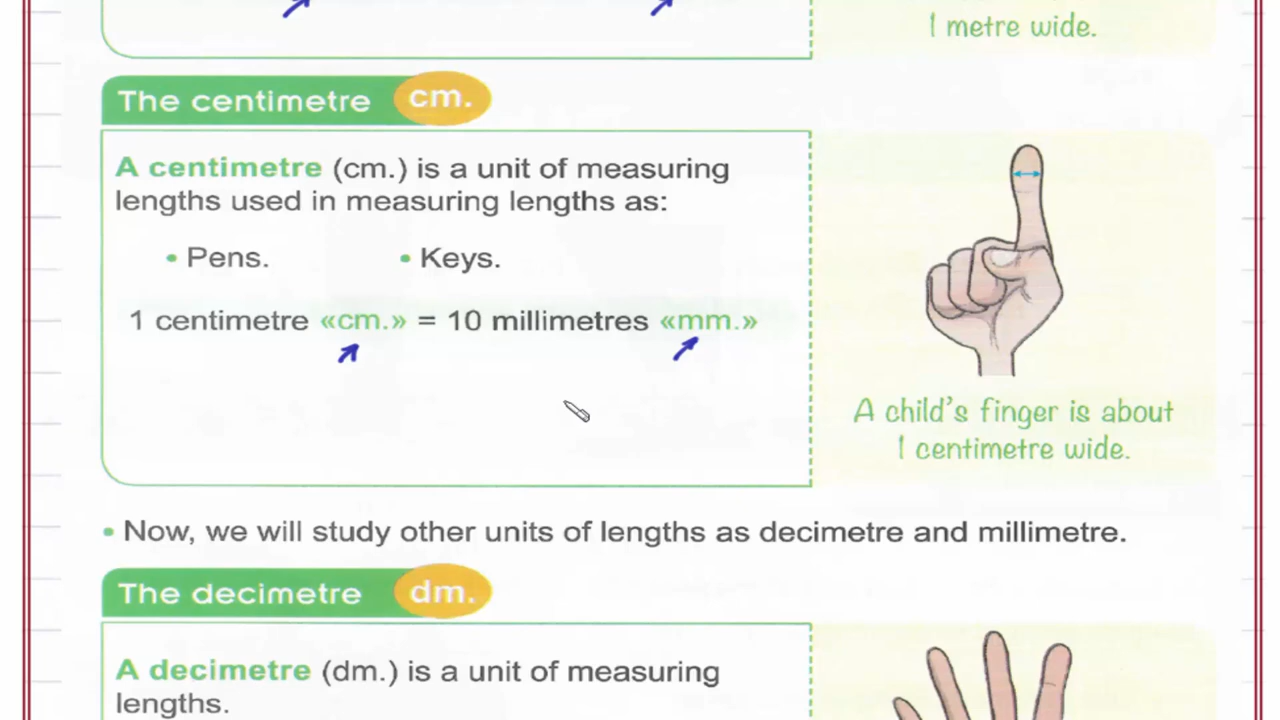 1 metre wide.
The centimetre cm.
A centimetre (cm.) is a unit of measuring
lengths used in measuring lengths as:
• Pens. • Keys.
1 centimetre «cm.» = 10 millimetres «mm.»
A child's finger is about
1 centimetre wide.
• Now, we will study other units of lengths as decimetre and millimetre.
The decimetre dm.
A decimetre (dm.) is a unit of measuring
lengths.